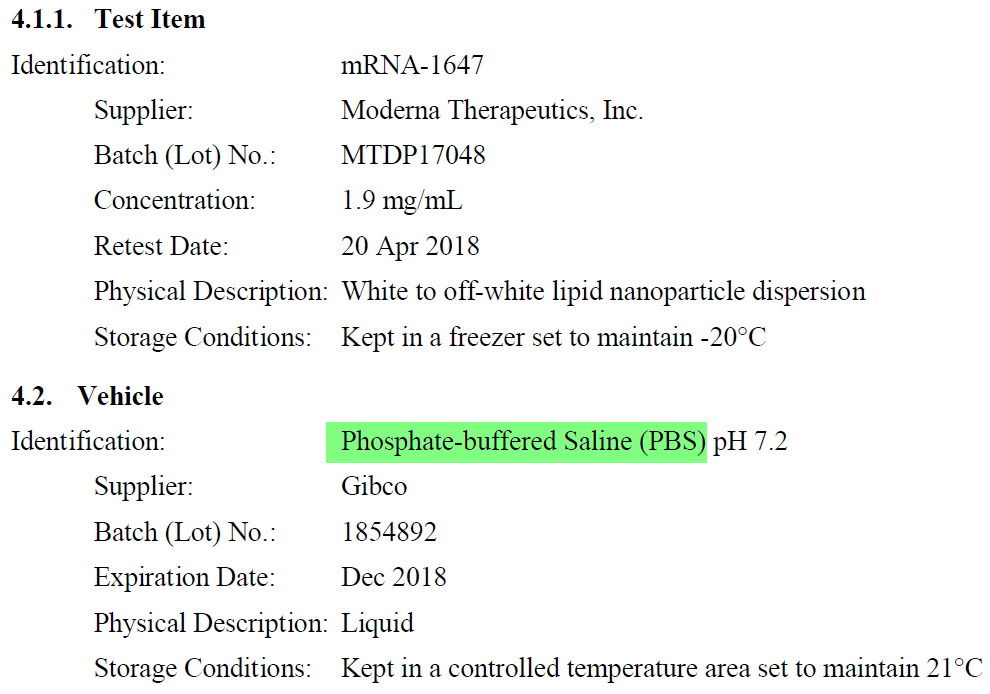 4.1.1. Test Item
Identification: mRNA-1647
Supplier: Moderna Therapeutics, Inc.
Batch (Lot) No.: MTDP17048
Concentration: 1.9 mg/mL
Retest Date: 20 Apr 2018
Physical Description: White to off-white lipid nanoparticle dispersion
Storage Conditions: Kept in a freezer set to maintain -20°C
4.2. Vehicle
Identification: Phosphate-buffered Saline (PBS) pH 7.2
Supplier: Gibco
Batch (Lot) No.: 1854892
Expiration Date: Dec 2018
Physical Description: Liquid
Storage Conditions: Kept in a controlled temperature area set to maintain 21°C